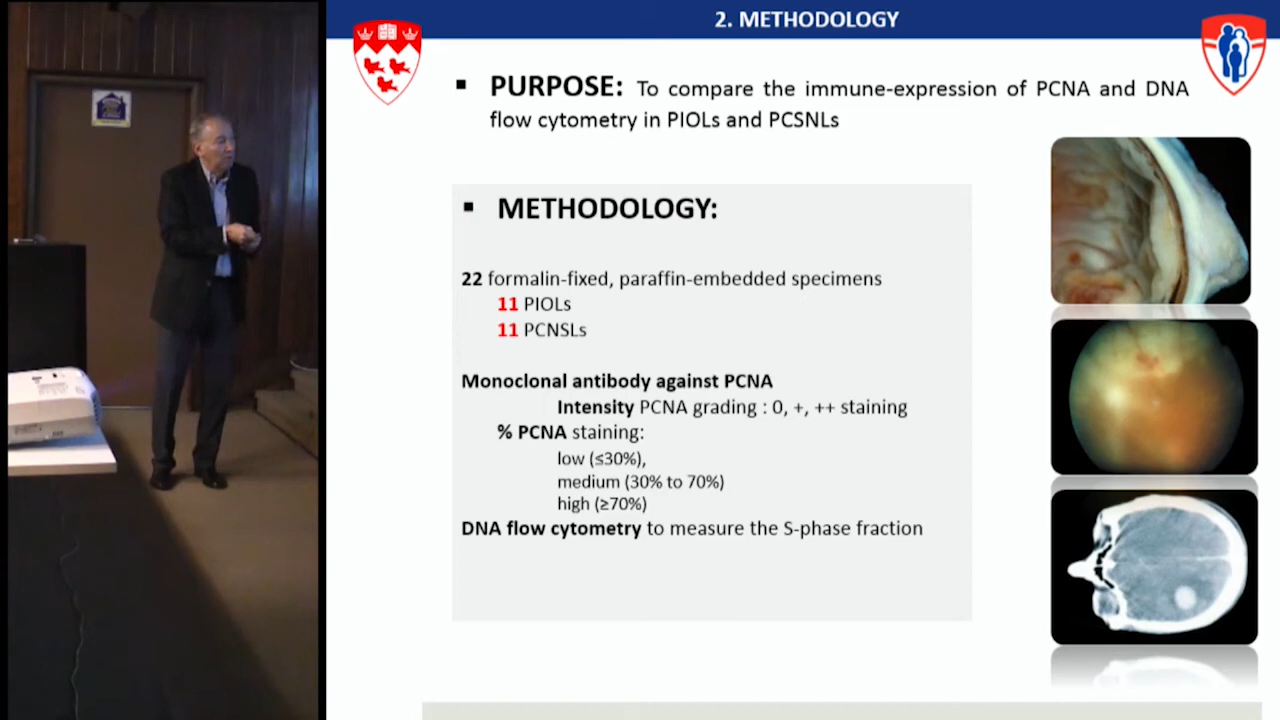 2. METHODOLOGY
▪ PURPOSE: To compare the immune-expression of PCNA and DNA
flow cytometry in PIOLs and PCSNLs
▪ METHODOLOGY:
22 formalin-fixed, paraffin-embedded specimens
11 PIOLs
11 PCNSLs
Monoclonal antibody against PCNA
Intensity PCNA grading : 0, +, ++ staining
% PCNA staining:
low (≤30%),
medium (30% to 70%)
high (≥70%)
DNA flow cytometry to measure the S-phase fraction